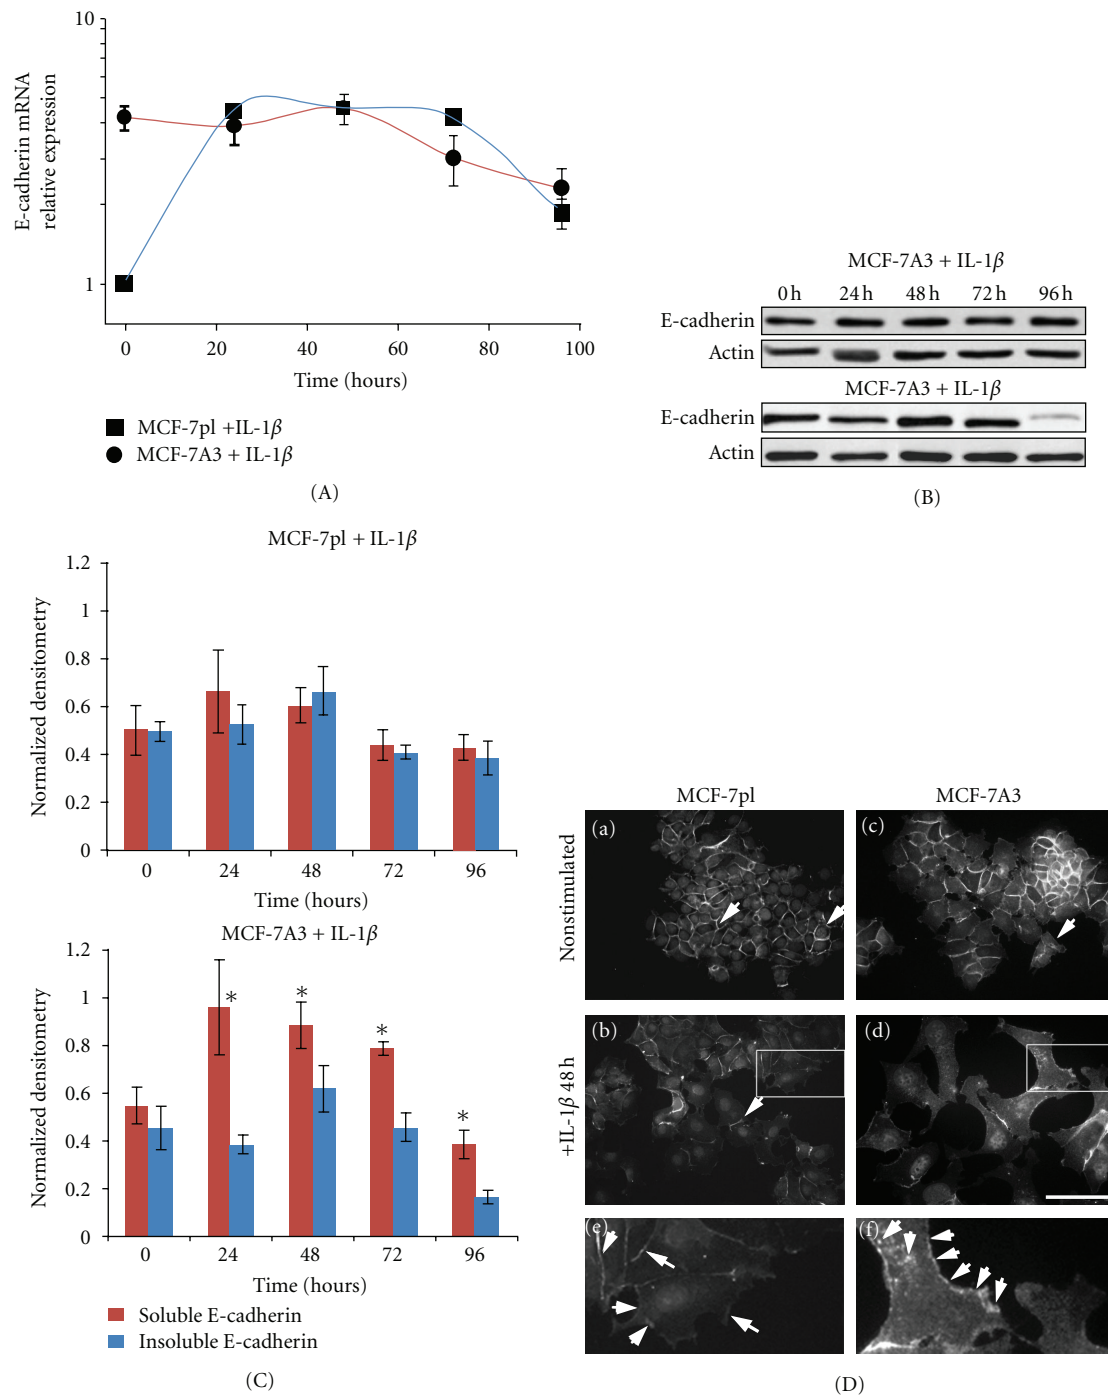 10
1
E-cadherin mRNA
relative expression
0 20 40 60 80 100
Time (hours)
MCF-7pl +IL-1β
MCF-7A3 + IL-1β
(A)
MCF-7A3 + IL-1β
0 h 24 h 48 h 72 h 96 h
E-cadherin
Actin
MCF-7A3 + IL-1β
E-cadherin
Actin
(B)
MCF-7pl + IL-1β
1.2
1
0.8
0.6
0.4
0.2
0
Normalized densitometry
0 24 48 72 96
Time (hours)
MCF-7A3 + IL-1β
1.2
1
0.8
0.6
0.4
0.2
0
Normalized densitometry
* * * *
0 24 48 72 96
Time (hours)
Soluble E-cadherin
Insoluble E-cadherin
(C)
MCF-7pl MCF-7A3
Nonstimulated
(a) (c)
+IL-1β 48 h
(b) (d)
(e) (f)
(D)